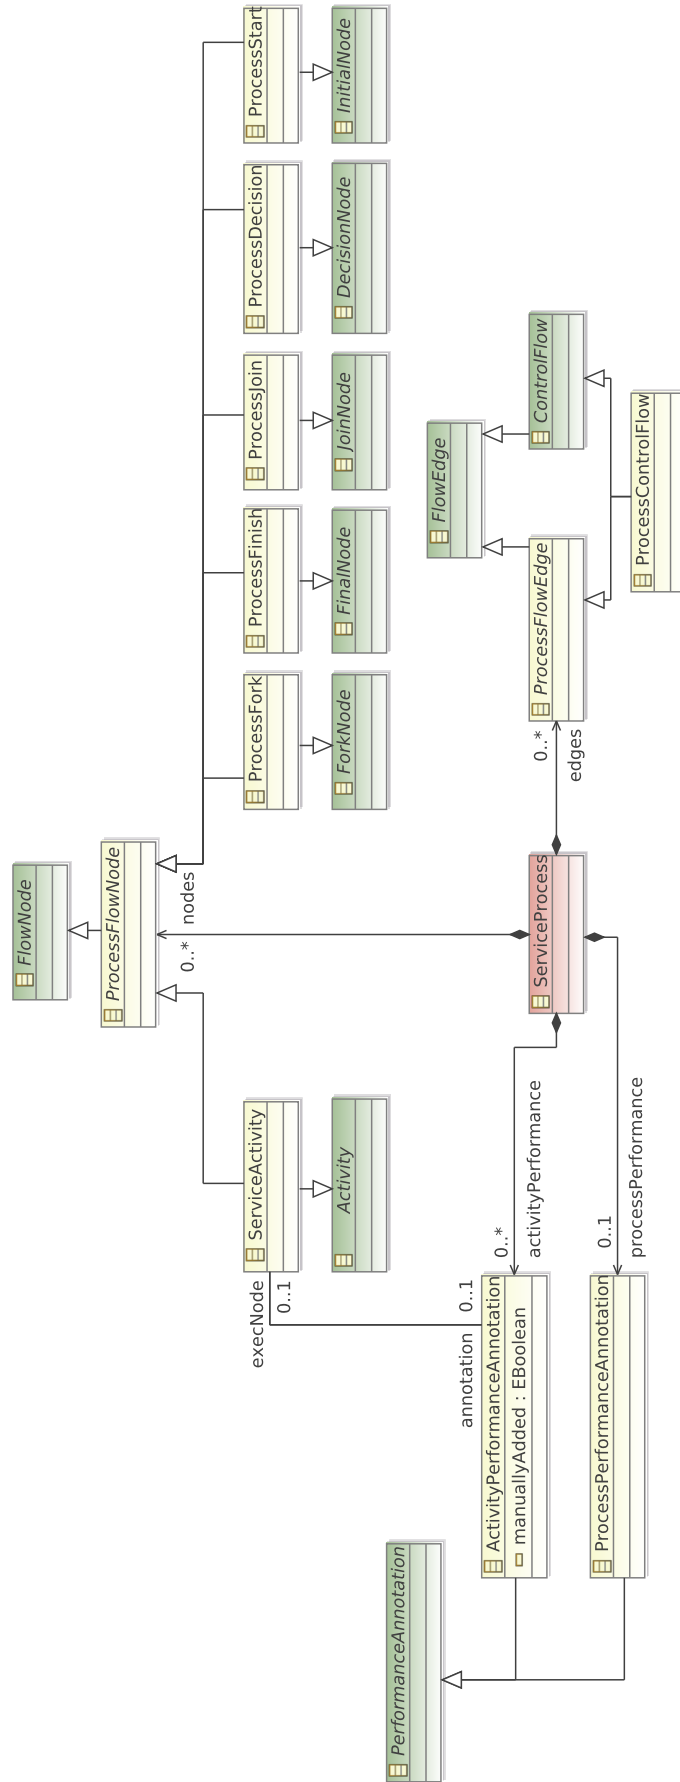 FlowNode
ProcessFlowNode
nodes
0..*
ProcessStart
InitialNode
ProcessDecision
DecisionNode
ProcessJoin
JoinNode
ProcessFinish
FinalNode
ProcessFork
ForkNode
ServiceActivity
Activity
execNode
0..1
annotation
0..1
FlowEdge
ControlFlow
ProcessFlowEdge
ProcessControlFlow
0..*
edges
ServiceProcess
0..*
activityPerformance
0..1
processPerformance
ActivityPerformanceAnnotation
manuallyAdded : EBoolean
ProcessPerformanceAnnotation
PerformanceAnnotation